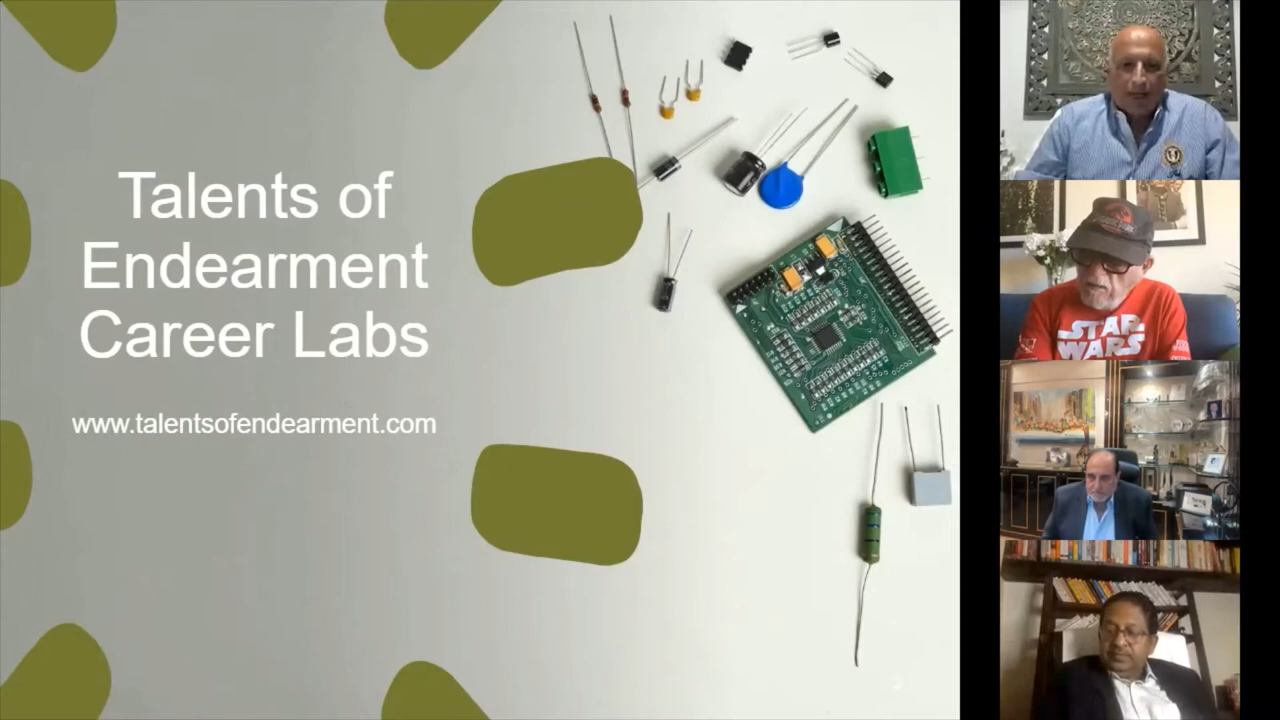 Talents of
Endearment
Career Labs
www.talentsofendearment.com
STAR
WARS